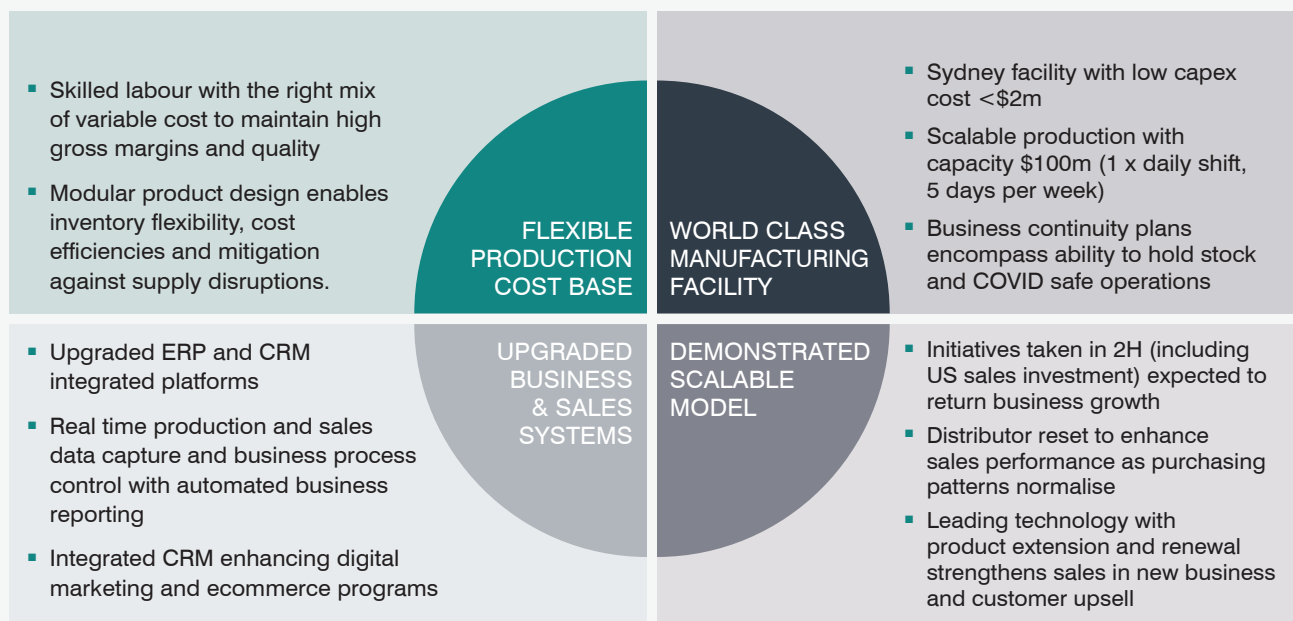 ▪ Skilled labour with the right mix
of variable cost to maintain high
gross margins and quality
▪ Modular product design enables
inventory flexibility, cost
efficiencies and mitigation
against supply disruptions.
FLEXIBLE
PRODUCTION
COST BASE
WORLD CLASS
MANUFACTURING
FACILITY
▪ Sydney facility with low capex
cost <$2m
▪ Scalable production with
capacity $100m (1 x daily shift,
5 days per week)
▪ Business continuity plans
encompass ability to hold stock
and COVID safe operations
▪ Upgraded ERP and CRM
integrated platforms
▪ Real time production and sales
data capture and business process
control with automated business
reporting
▪ Integrated CRM enhancing digital
marketing and ecommerce programs
UPGRADED
BUSINESS
& SALES
SYSTEMS
DEMONSTRATED
SCALABLE
MODEL
▪ Initiatives taken in 2H (including
US sales investment) expected to
return business growth
▪ Distributor reset to enhance
sales performance as purchasing
patterns normalise
▪ Leading technology with
product extension and renewal
strengthens sales in new business
and customer upsell